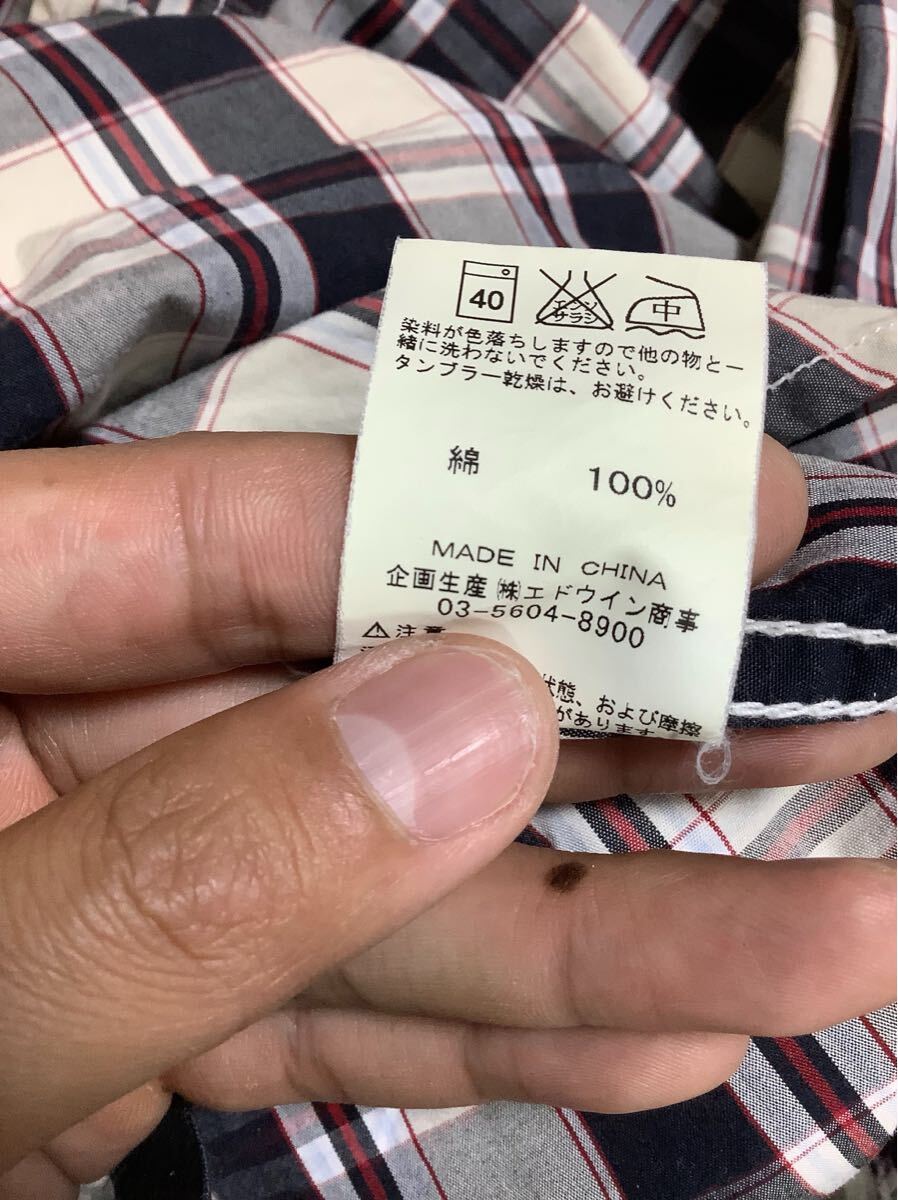 40 エンソ 中
サラシ
染料が色落ちしますので他の物と一
緒に洗わないでください。
タンブラー乾燥は、お避けください。
綿 100%
MADE IN CHINA
企画生産 ㈱エドウイン商事
03-5604-8900
⚠注意
状態、および摩擦
があります